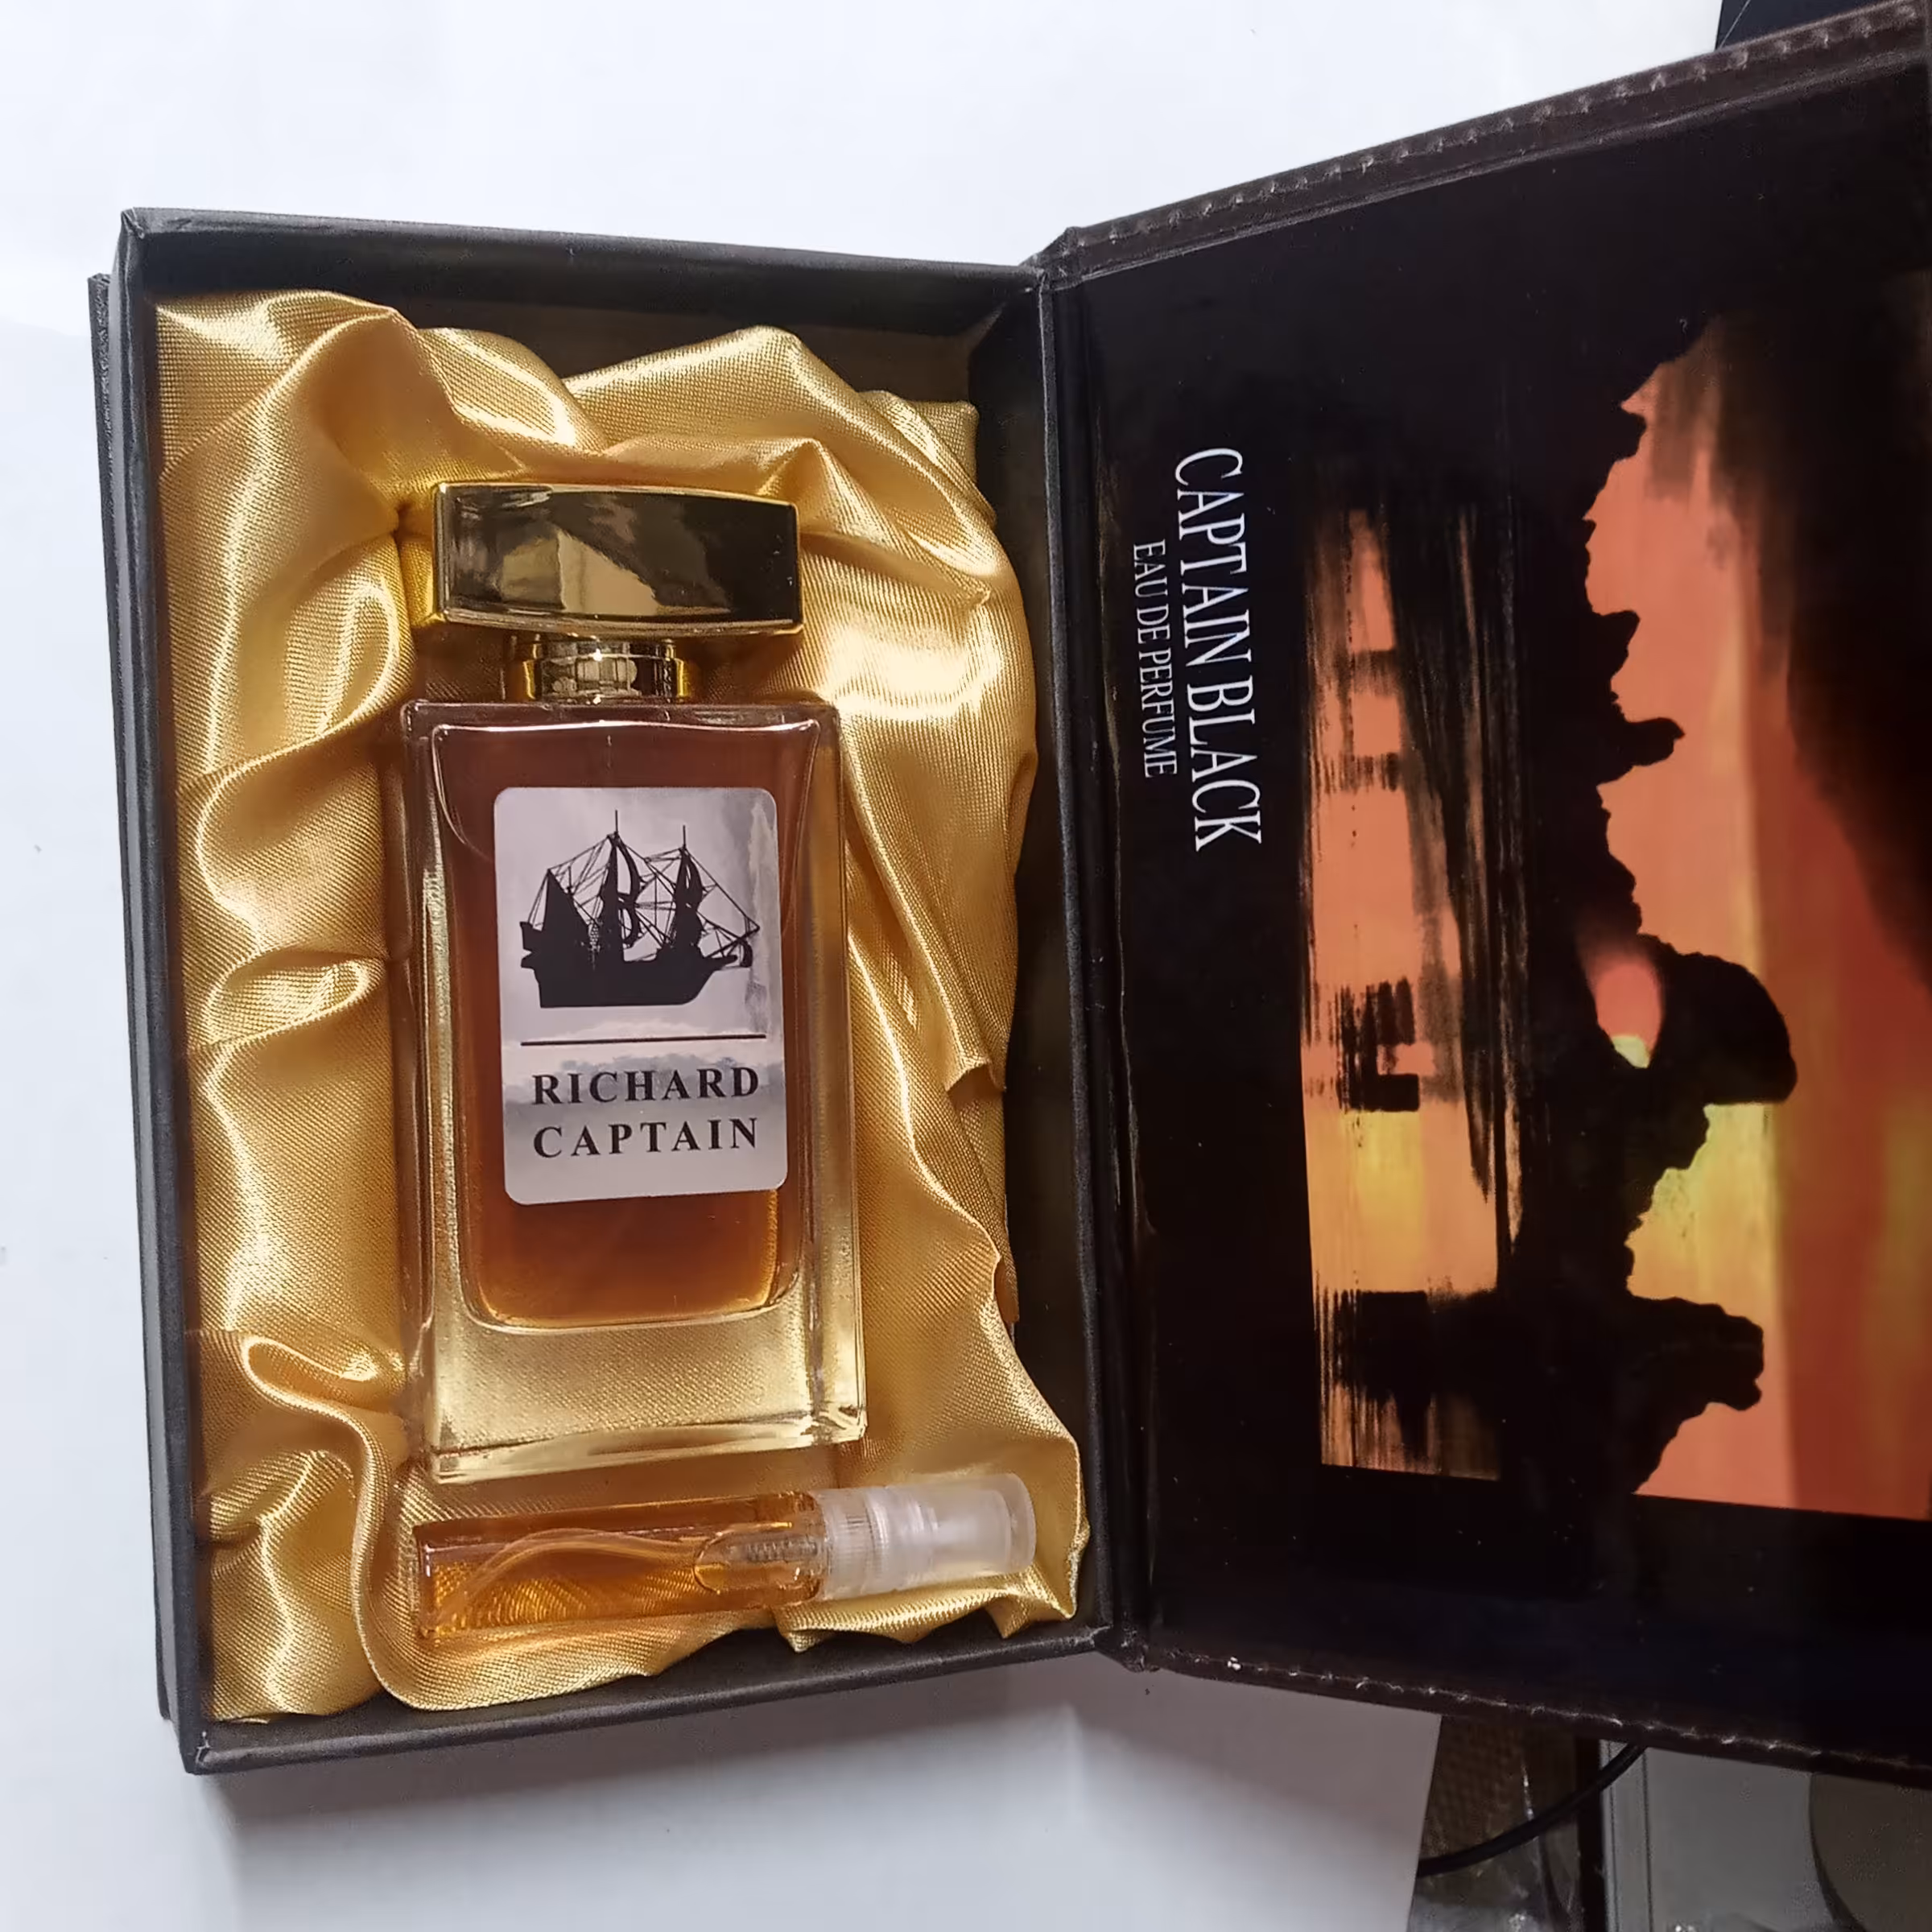 RICHARD
CAPTAIN
CAPTAIN BLACK
EAU DE PERFUME